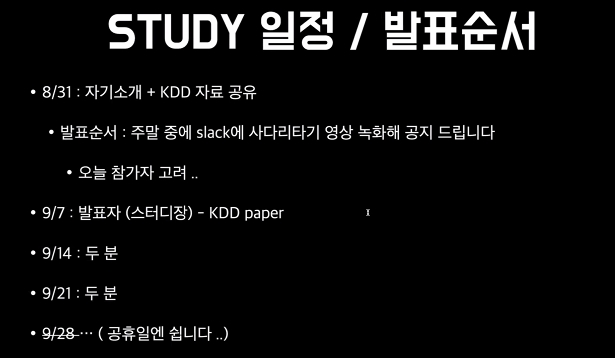 STUDY 일정 / 발표순서
• 8/31 : 자기소개 + KDD 자료 공유
• 발표순서 : 주말 중에 slack에 사다리타기 영상 녹화해 공지 드립니다
• 오늘 참가자 고려 ..
• 9/7 : 발표자 (스터디장) - KDD paper
• 9/14 : 두 분
• 9/21 : 두 분
• 9/28 … ( 공휴일엔 쉽니다 ..)